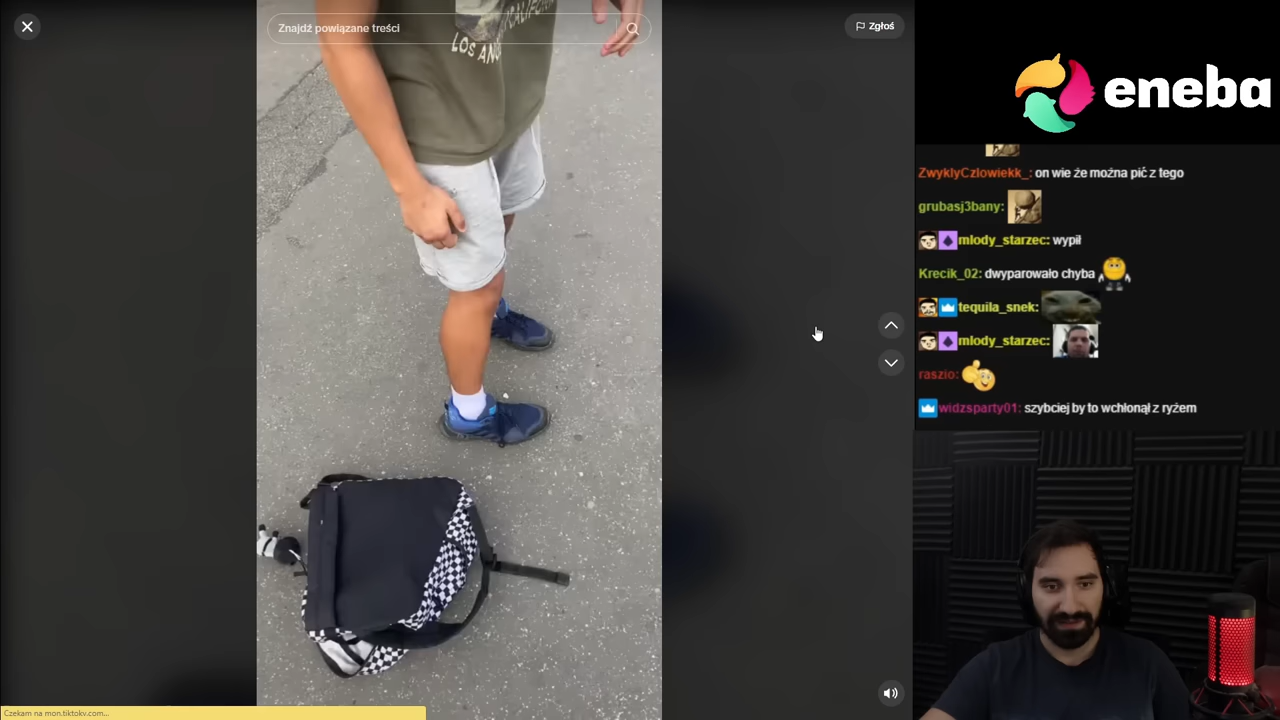 Znajdź powiązane treści
Zgłoś
LOS
eneba
ZwyklyCzlowiekk_: on wie że można pić z tego
grubasj3bany:
mlody_starzec: wypił
Krecik_02: dwyparowało chyba
tequila_snek:
mlody_starzec:
raszio:
widzsparty01: szybciej by to wchłonął z ryżem
Czekam na mon.tiktokv.com...